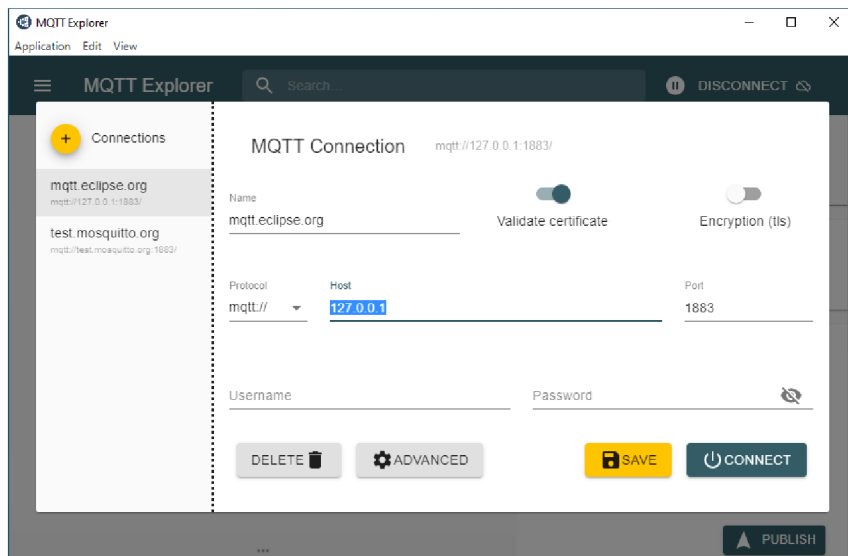 MQTT Explorer
Application Edit View
MQTT Explorer
Search...
DISCONNECT
+ Connections
mqtt.eclipse.org
mqtt://127.0.0.1:1883/
test.mosquitto.org
mqtt://test.mosquitto.org:1883/
MQTT Connection mqtt://127.0.0.1:1883/
Name
mqtt.eclipse.org
Validate certificate
Encryption (tls)
Protocol
mqtt://
Host
127.0.0.1
Port
1883
Username
Password
DELETE
ADVANCED
SAVE
CONNECT
...
PUBLISH